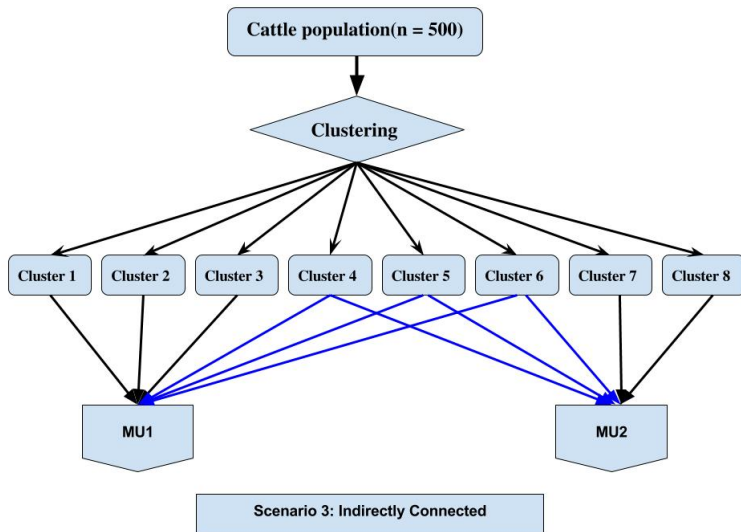 Cattle population(n = 500)
Clustering
Cluster 1
Cluster 2
Cluster 3
Cluster 4
Cluster 5
Cluster 6
Cluster 7
Cluster 8
MU1
MU2
Scenario 3: Indirectly Connected